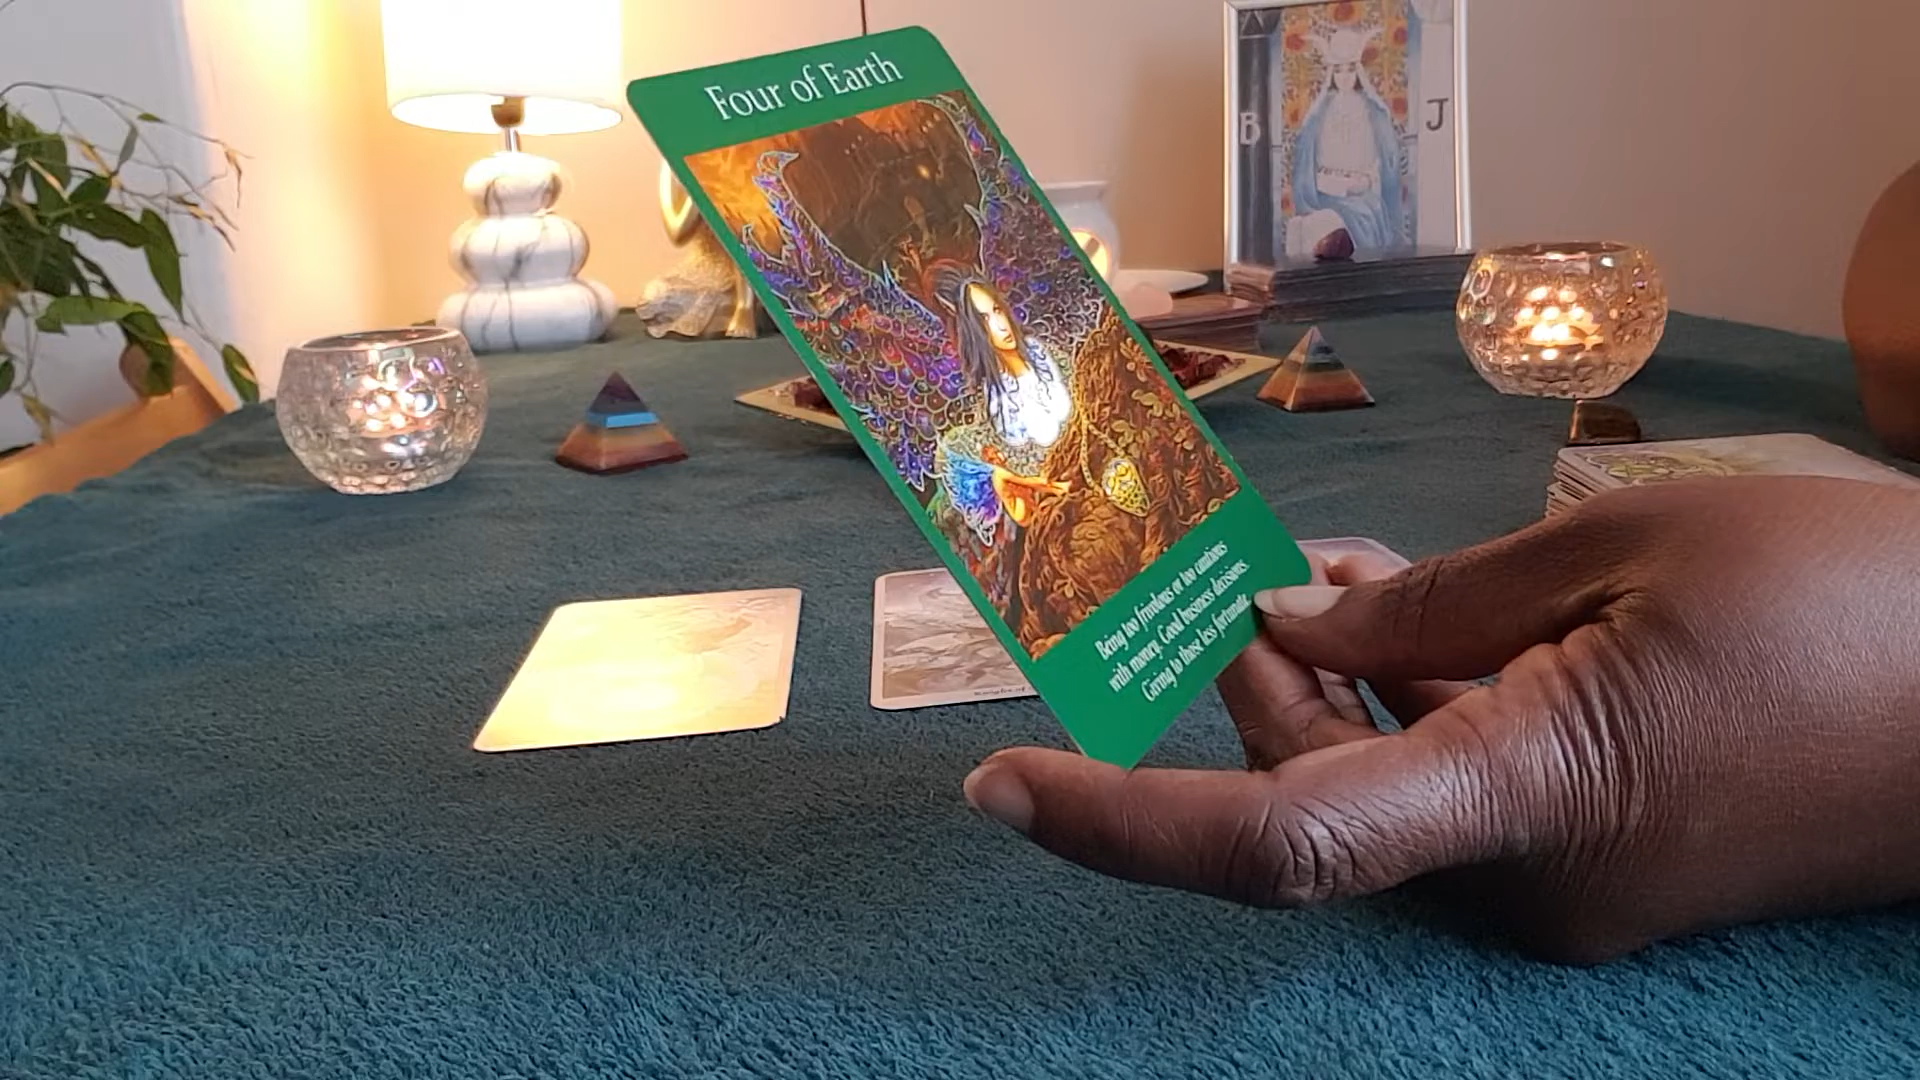 Four of Earth
B
J
Being too frivolous or too cautious
with money. Good business decisions.
Giving to those less fortunate.